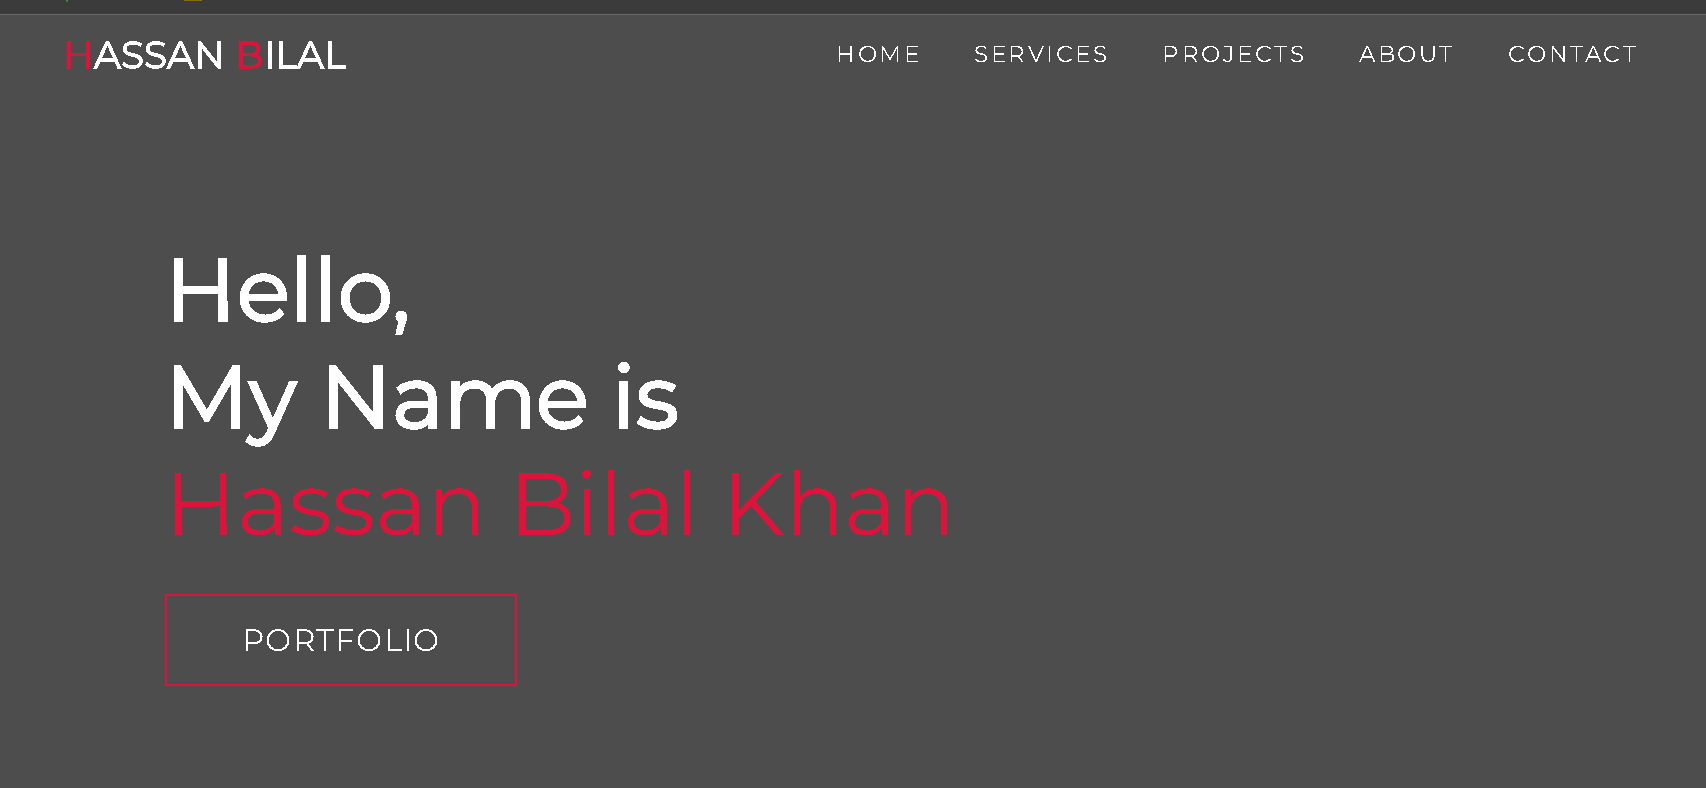 HASSAN BILAL
HOME SERVICES PROJECTS ABOUT CONTACT
Hello,
My Name is
Hassan Bilal Khan
PORTFOLIO